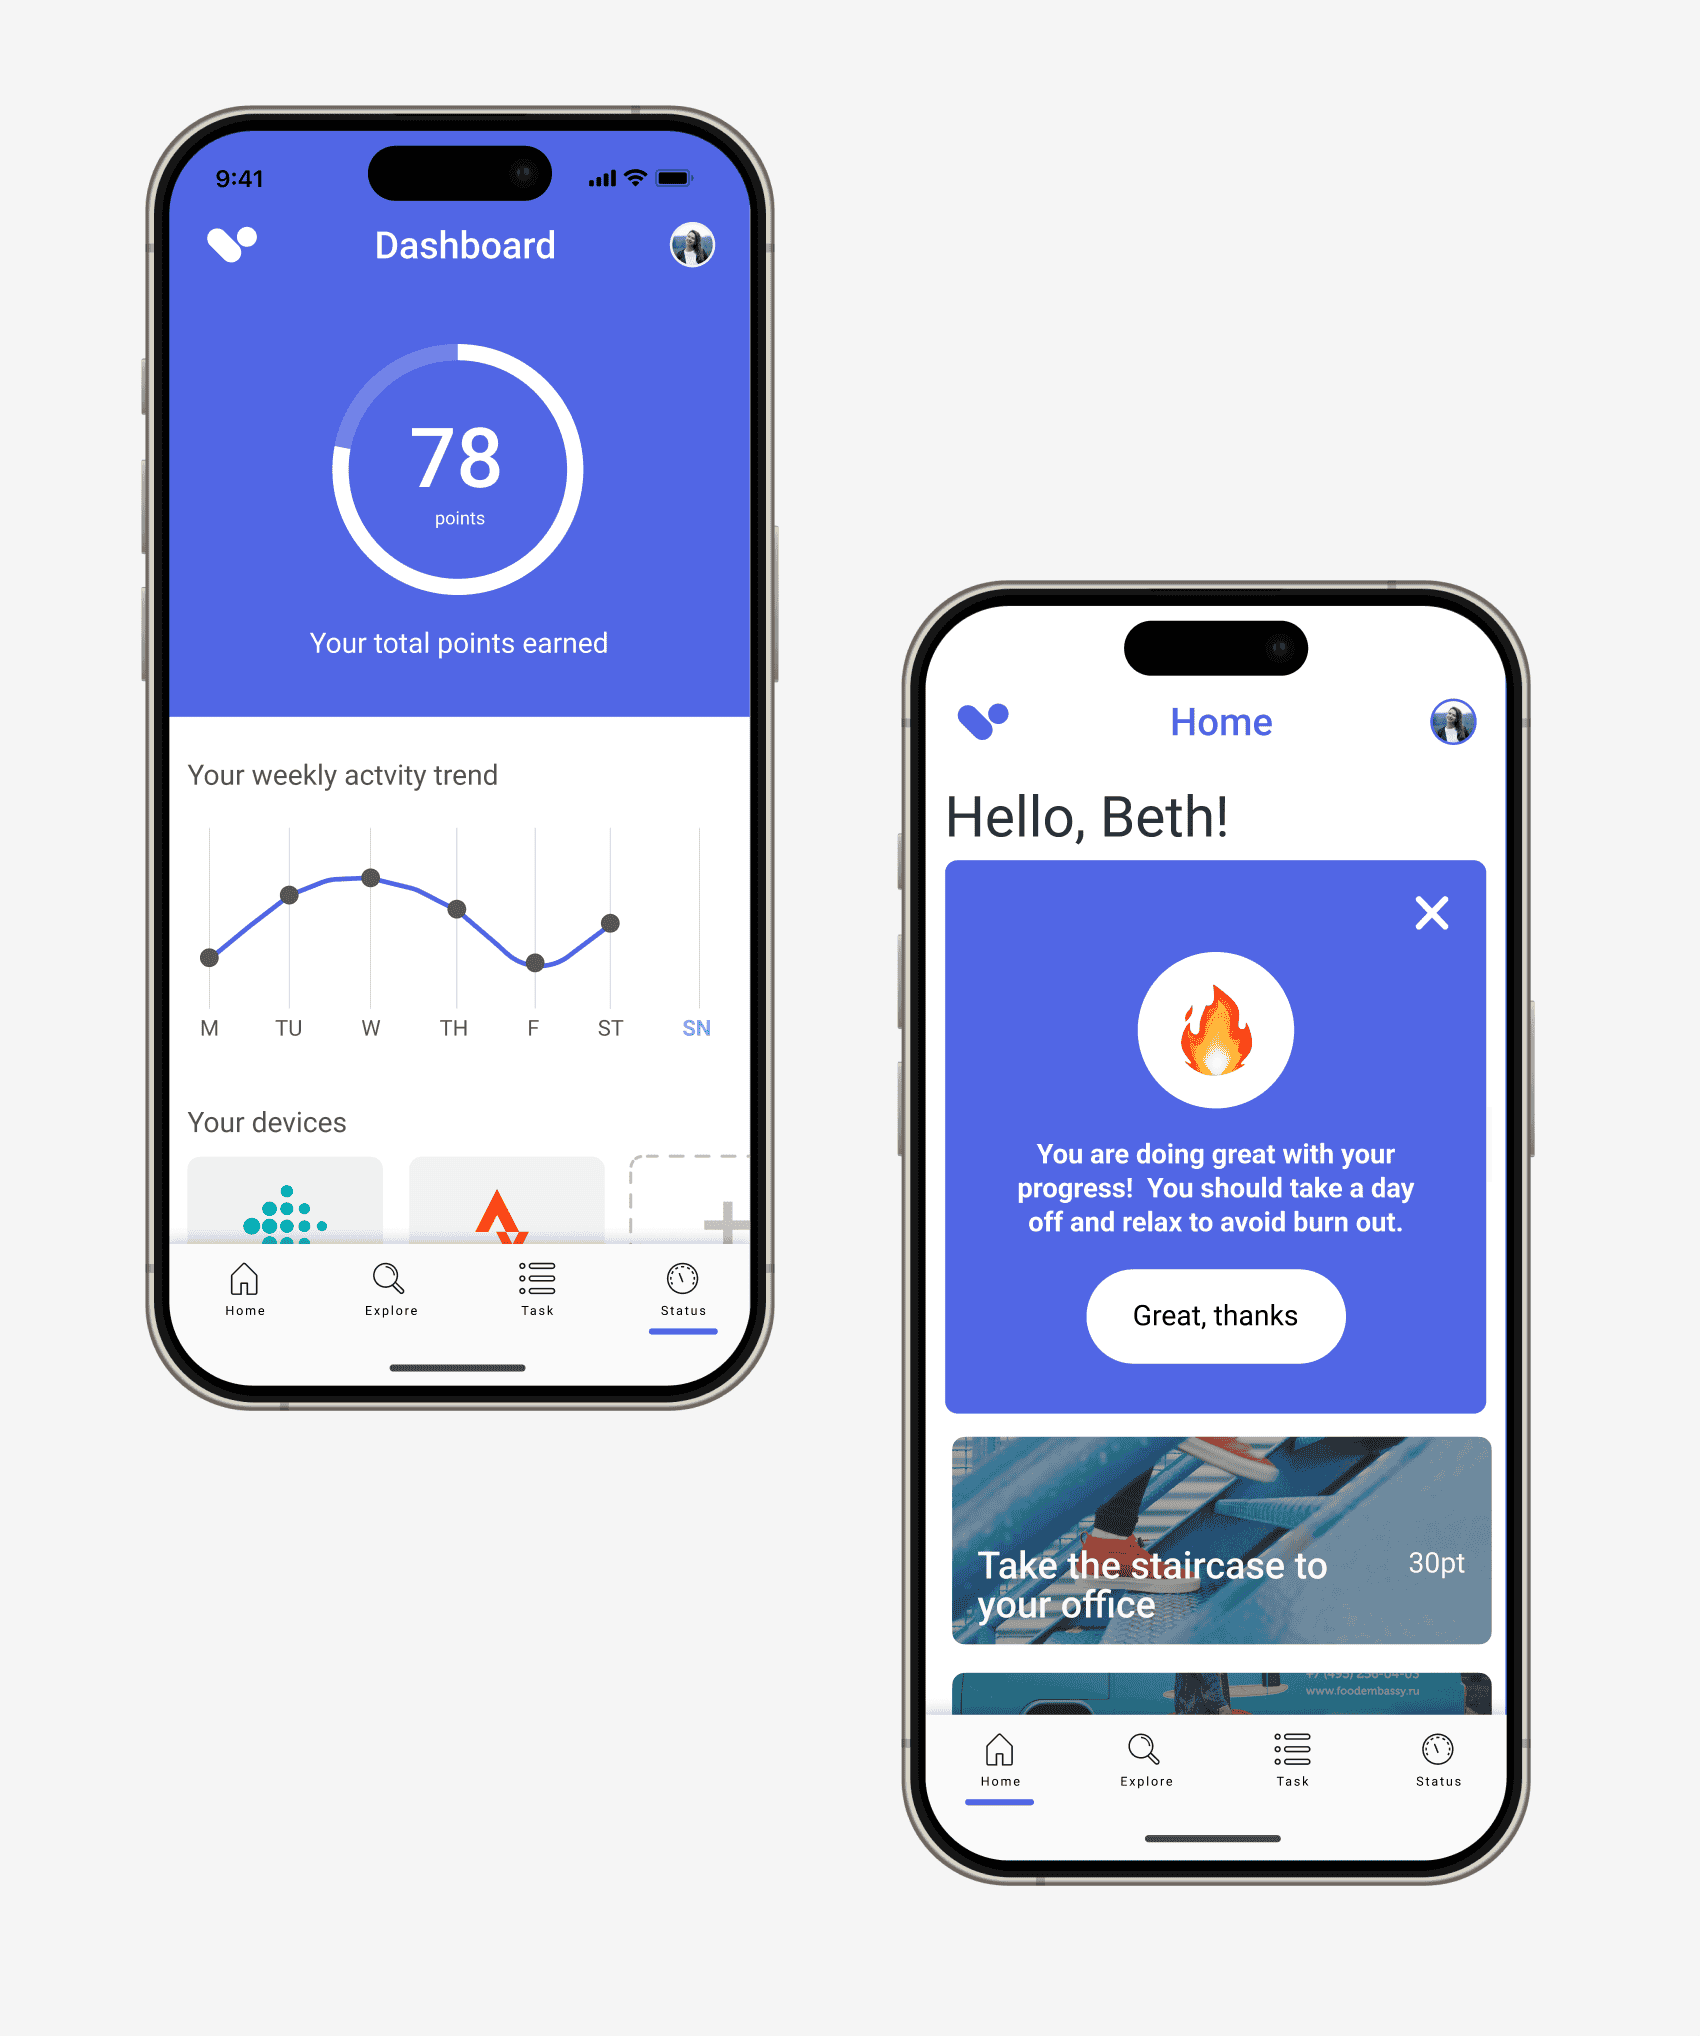 9:41
Dashboard
78
points
Your total points earned
Your weekly actvity trend
M TU W TH F ST SN
Your devices
Home Explore Task Status
Home
Hello, Beth!
You are doing great with your
progress! You should take a day
off and relax to avoid burn out.
Great, thanks
Take the staircase to
your office
30pt
www.foodembassy.ru
Home Explore Task Status